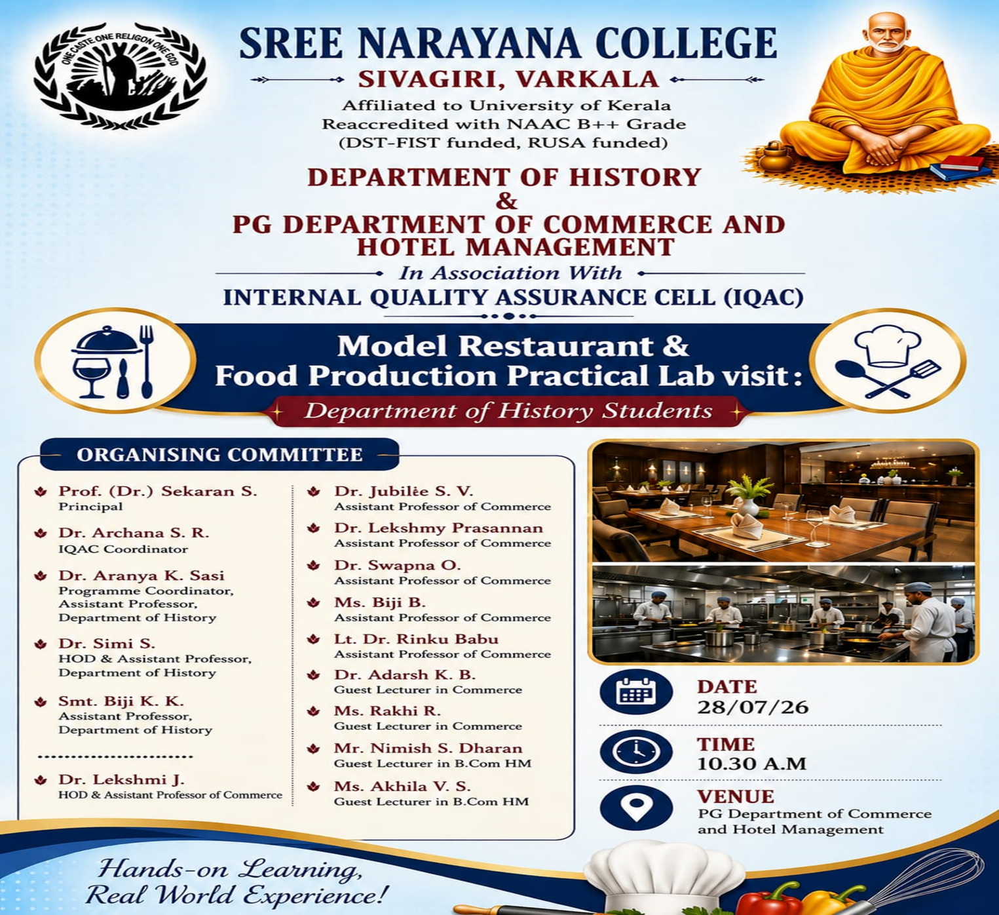 ONE CASTE ONE RELIGION ONE GOD
SREE NARAYANA COLLEGE
SIVAGIRI, VARKALA
Affiliated to University of Kerala
Reaccredited with NAAC B++ Grade
(DST-FIST funded, RUSA funded)
DEPARTMENT OF HISTORY
&
PG DEPARTMENT OF COMMERCE AND
HOTEL MANAGEMENT
In Association With
INTERNAL QUALITY ASSURANCE CELL (IQAC)
Model Restaurant &
Food Production Practical Lab visit :
Department of History Students
ORGANISING COMMITTEE
Prof. (Dr.) Sekaran S.
Principal
Dr. Archana S. R.
IQAC Coordinator
Dr. Aranya K. Sasi
Programme Coordinator,
Assistant Professor,
Department of History
Dr. Simi S.
HOD & Assistant Professor,
Department of History
Smt. Biji K. K.
Assistant Professor,
Department of History
Dr. Lekshmi J.
HOD & Assistant Professor of Commerce
Dr. Jubilèe S. V.
Assistant Professor of Commerce
Dr. Lekshmy Prasannan
Assistant Professor of Commerce
Dr. Swapna O.
Assistant Professor of Commerce
Ms. Biji B.
Assistant Professor of Commerce
Lt. Dr. Rinku Babu
Assistant Professor of Commerce
Dr. Adarsh K. B.
Guest Lecturer in Commerce
Ms. Rakhi R.
Guest Lecturer in Commerce
Mr. Nimish S. Dharan
Guest Lecturer in B.Com HM
Ms. Akhila V. S.
Guest Lecturer in B.Com HM
DATE
28/07/26
TIME
10.30 A.M
VENUE
PG Department of Commerce
and Hotel Management
Hands-on Learning,
Real World Experience!